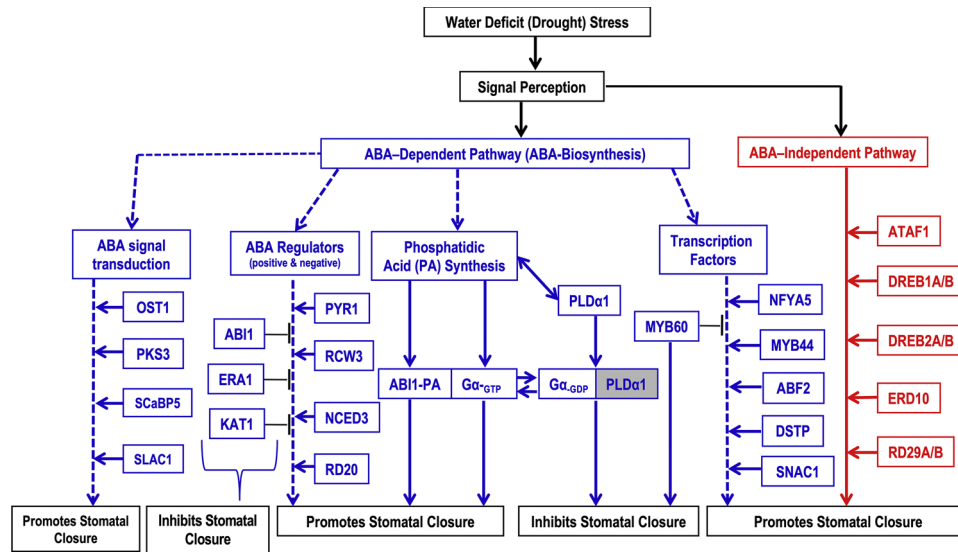 Water Deficit (Drought) Stress
Signal Perception
ABA–Dependent Pathway (ABA-Biosynthesis)
ABA–Independent Pathway
ABA signal
transduction
ABA Regulators
(positive & negative)
Phosphatidic
Acid (PA) Synthesis
Transcription
Factors
OST1
PKS3
SCaBP5
SLAC1
ABI1
ERA1
KAT1
PYR1
RCW3
NCED3
RD20
PLDα1
ABI1-PA
Gα-GTP
Gα-GDP
PLDα1
MYB60
NFYA5
MYB44
ABF2
DSTP
SNAC1
ATAF1
DREB1A/B
DREB2A/B
ERD10
RD29A/B
Promotes Stomatal
Closure
Inhibits Stomatal
Closure
Promotes Stomatal Closure
Inhibits Stomatal Closure
Promotes Stomatal Closure